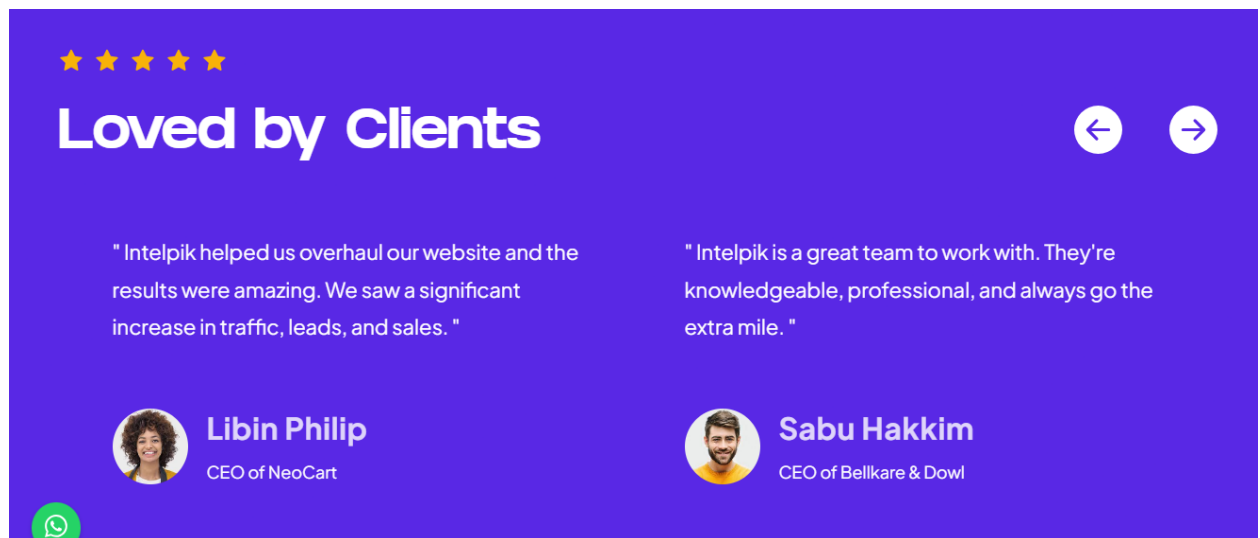 Loved by Clients
" Intelpik helped us overhaul our website and the
results were amazing. We saw a significant
increase in traffic, leads, and sales. "
Libin Philip
CEO of NeoCart
" Intelpik is a great team to work with. They're
knowledgeable, professional, and always go the
extra mile. "
Sabu Hakkim
CEO of Bellkare & Dowl